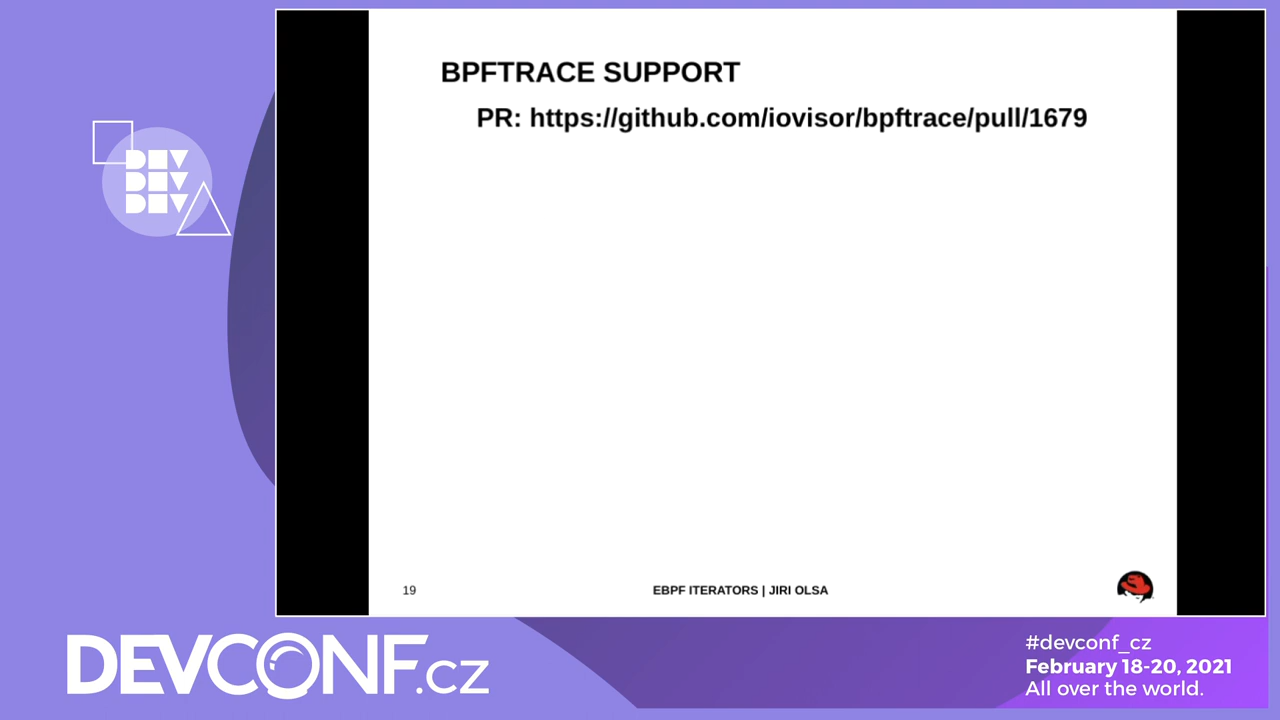 BPFTRACE SUPPORT
PR: https://github.com/iovisor/bpftrace/pull/1679
DEV
DEV
DEV
19
EBPF ITERATORS | JIRI OLSA
DEVCONF.cz
#devconf_cz
February 18-20, 2021
All over the world.